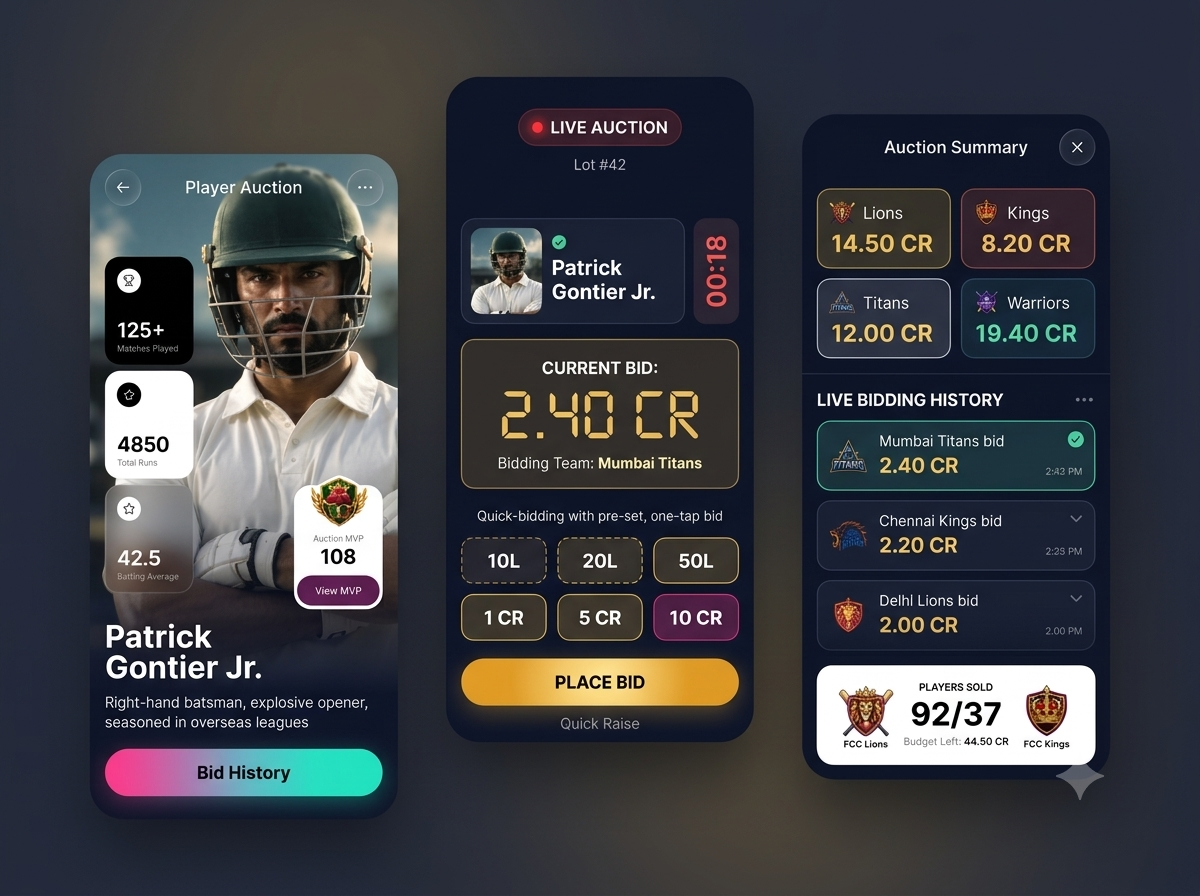 Player Auction
125+
Matches Played
4850
Total Runs
42.5
Batting Average
Auction MVP
108
View MVP
Patrick
Gontier Jr.
Right-hand batsman, explosive opener,
seasoned in overseas leagues
Bid History
LIVE AUCTION
Lot #42
Patrick
Gontier Jr.
00:18
CURRENT BID:
2.40 CR
Bidding Team: Mumbai Titans
Quick-bidding with pre-set, one-tap bid
10L
20L
50L
1 CR
5 CR
10 CR
PLACE BID
Quick Raise
Auction Summary
Lions
14.50 CR
Kings
8.20 CR
Titans
12.00 CR
Warriors
19.40 CR
LIVE BIDDING HISTORY
Mumbai Titans bid
2.40 CR
2:43 PM
Chennai Kings bid
2.20 CR
2:25 PM
Delhl Lions bid
2.00 CR
2.00 PM
PLAYERS SOLD
92/37
Budget Left: 44.50 CR
FCC Lions
FCC Kings